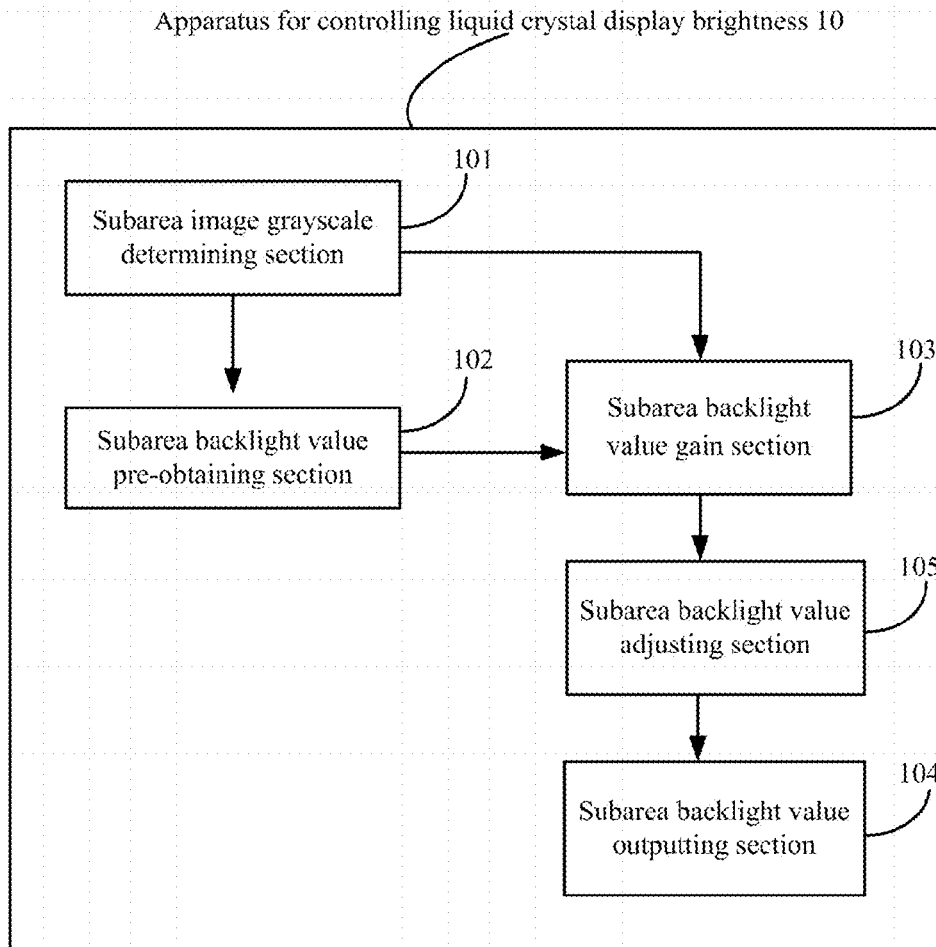 Apparatus for controlling liquid crystal display brightness 10
101
Subarea image grayscale
determining section
102
103
Subarea backlight value
pre-obtaining section
Subarea backlight
value gain section
105
Subarea backlight value
adjusting section
104
Subarea backlight value
outputting section